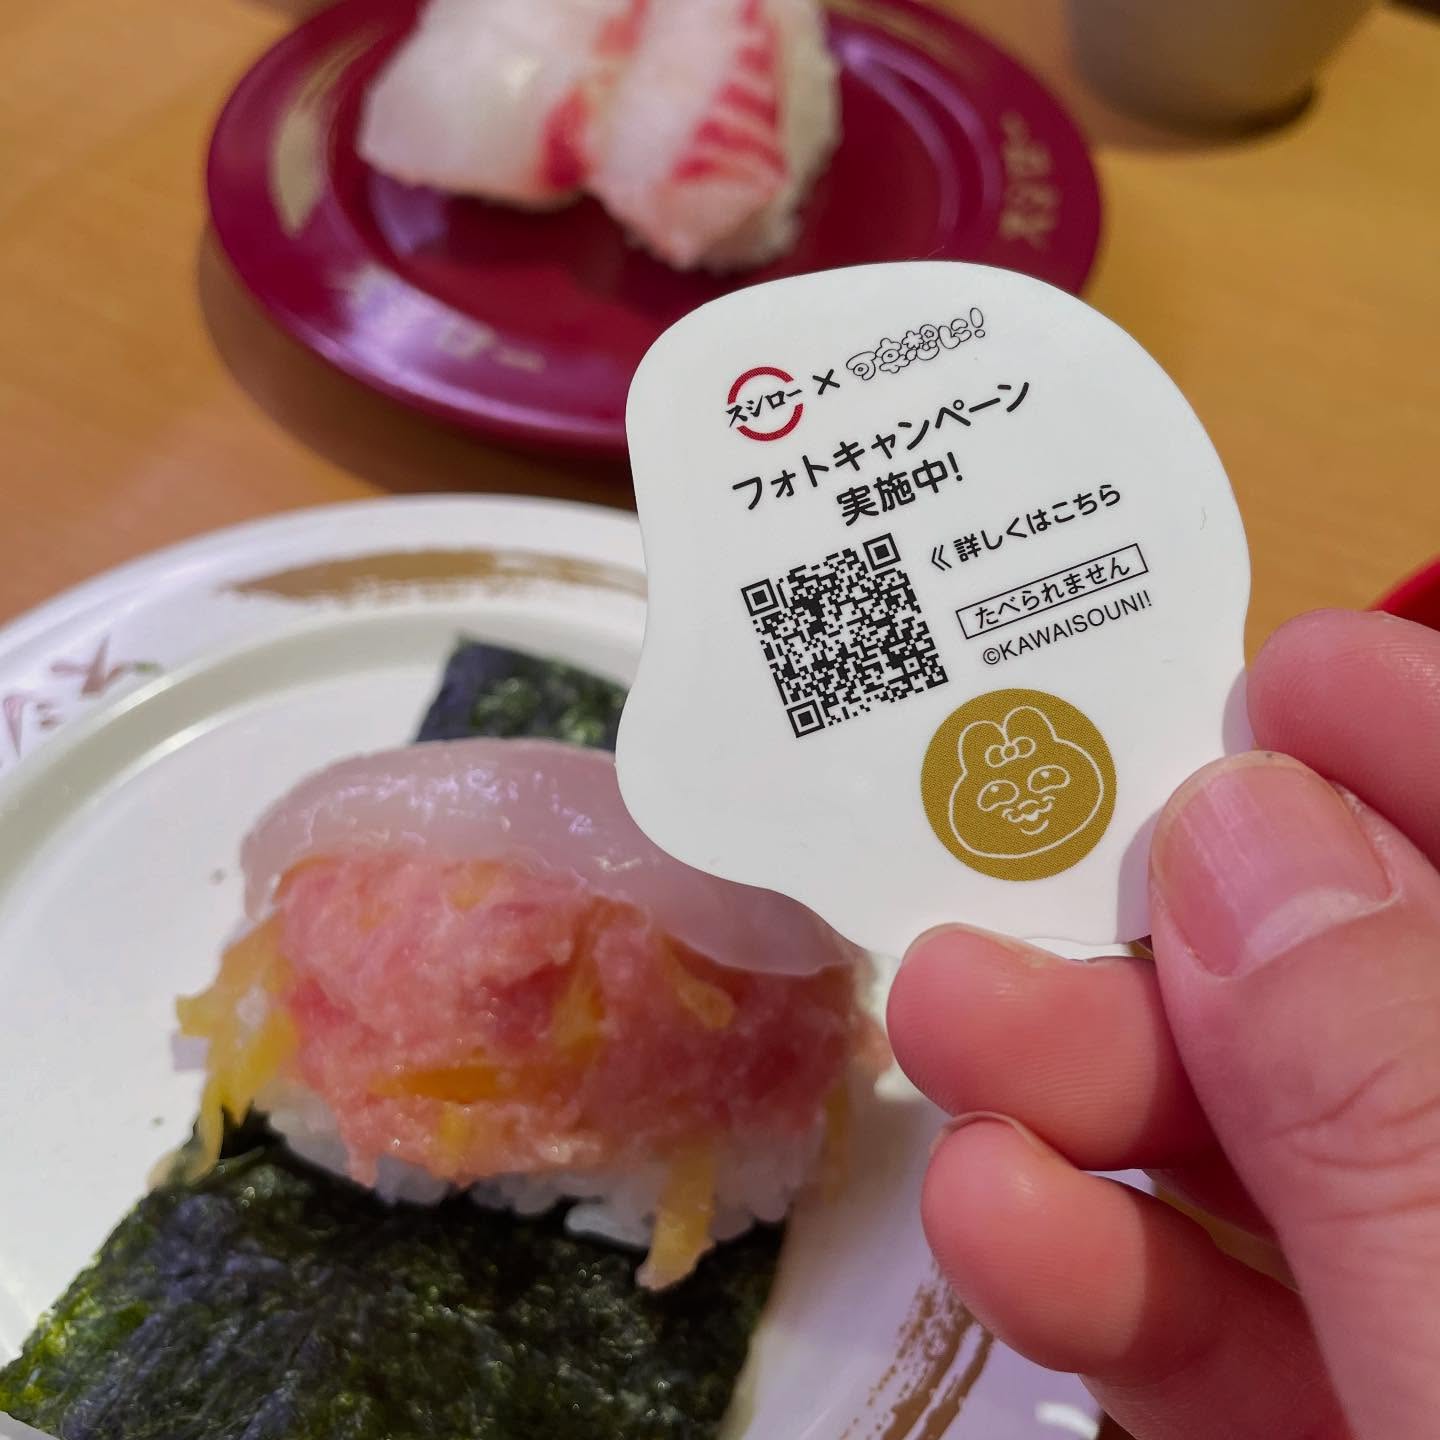 スシロー × 可哀想に!
フォトキャンペーン
実施中!
《 詳しくはこちら
たべられません
©KAWAISOUNI!